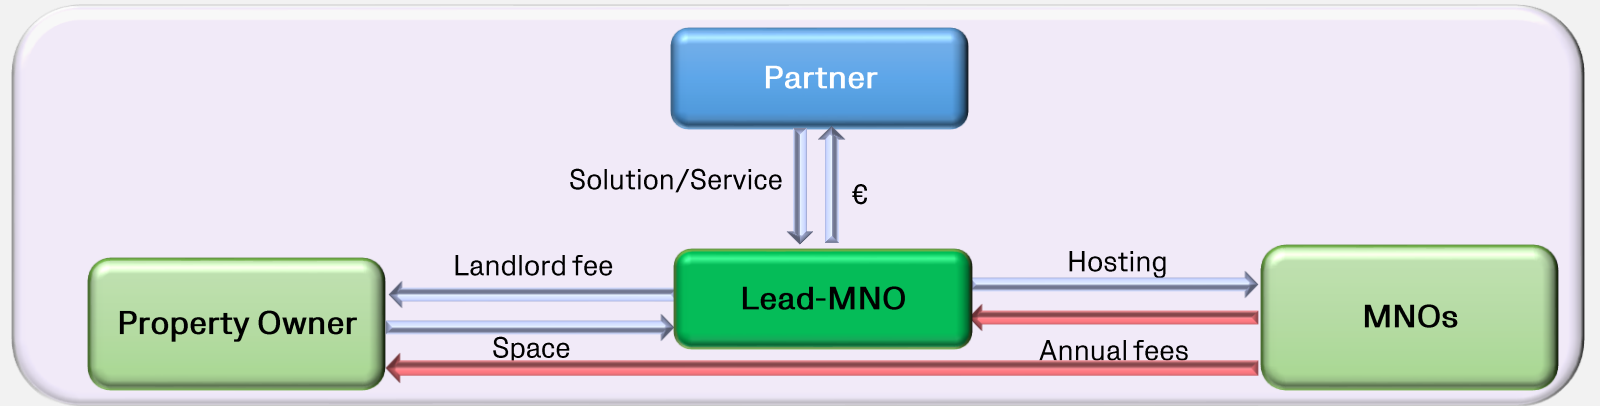 Partner
Solution/Service
€
Landlord fee
Lead-MNO
Hosting
Property Owner
MNOs
Space
Annual fees